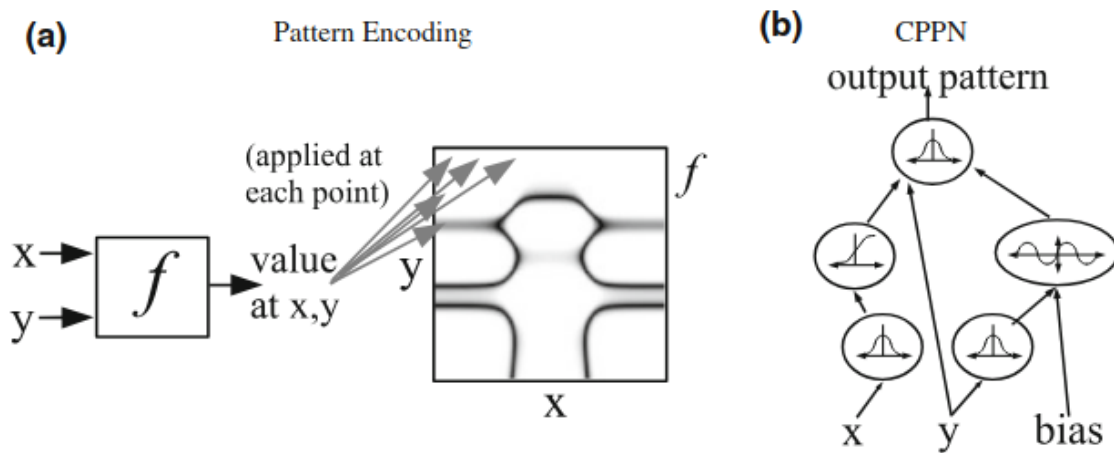 (a)
Pattern Encoding
(applied at
each point)
f
x
y
f
value
at x,y
y
x
(b)
CPPN
output pattern
x
y
bias